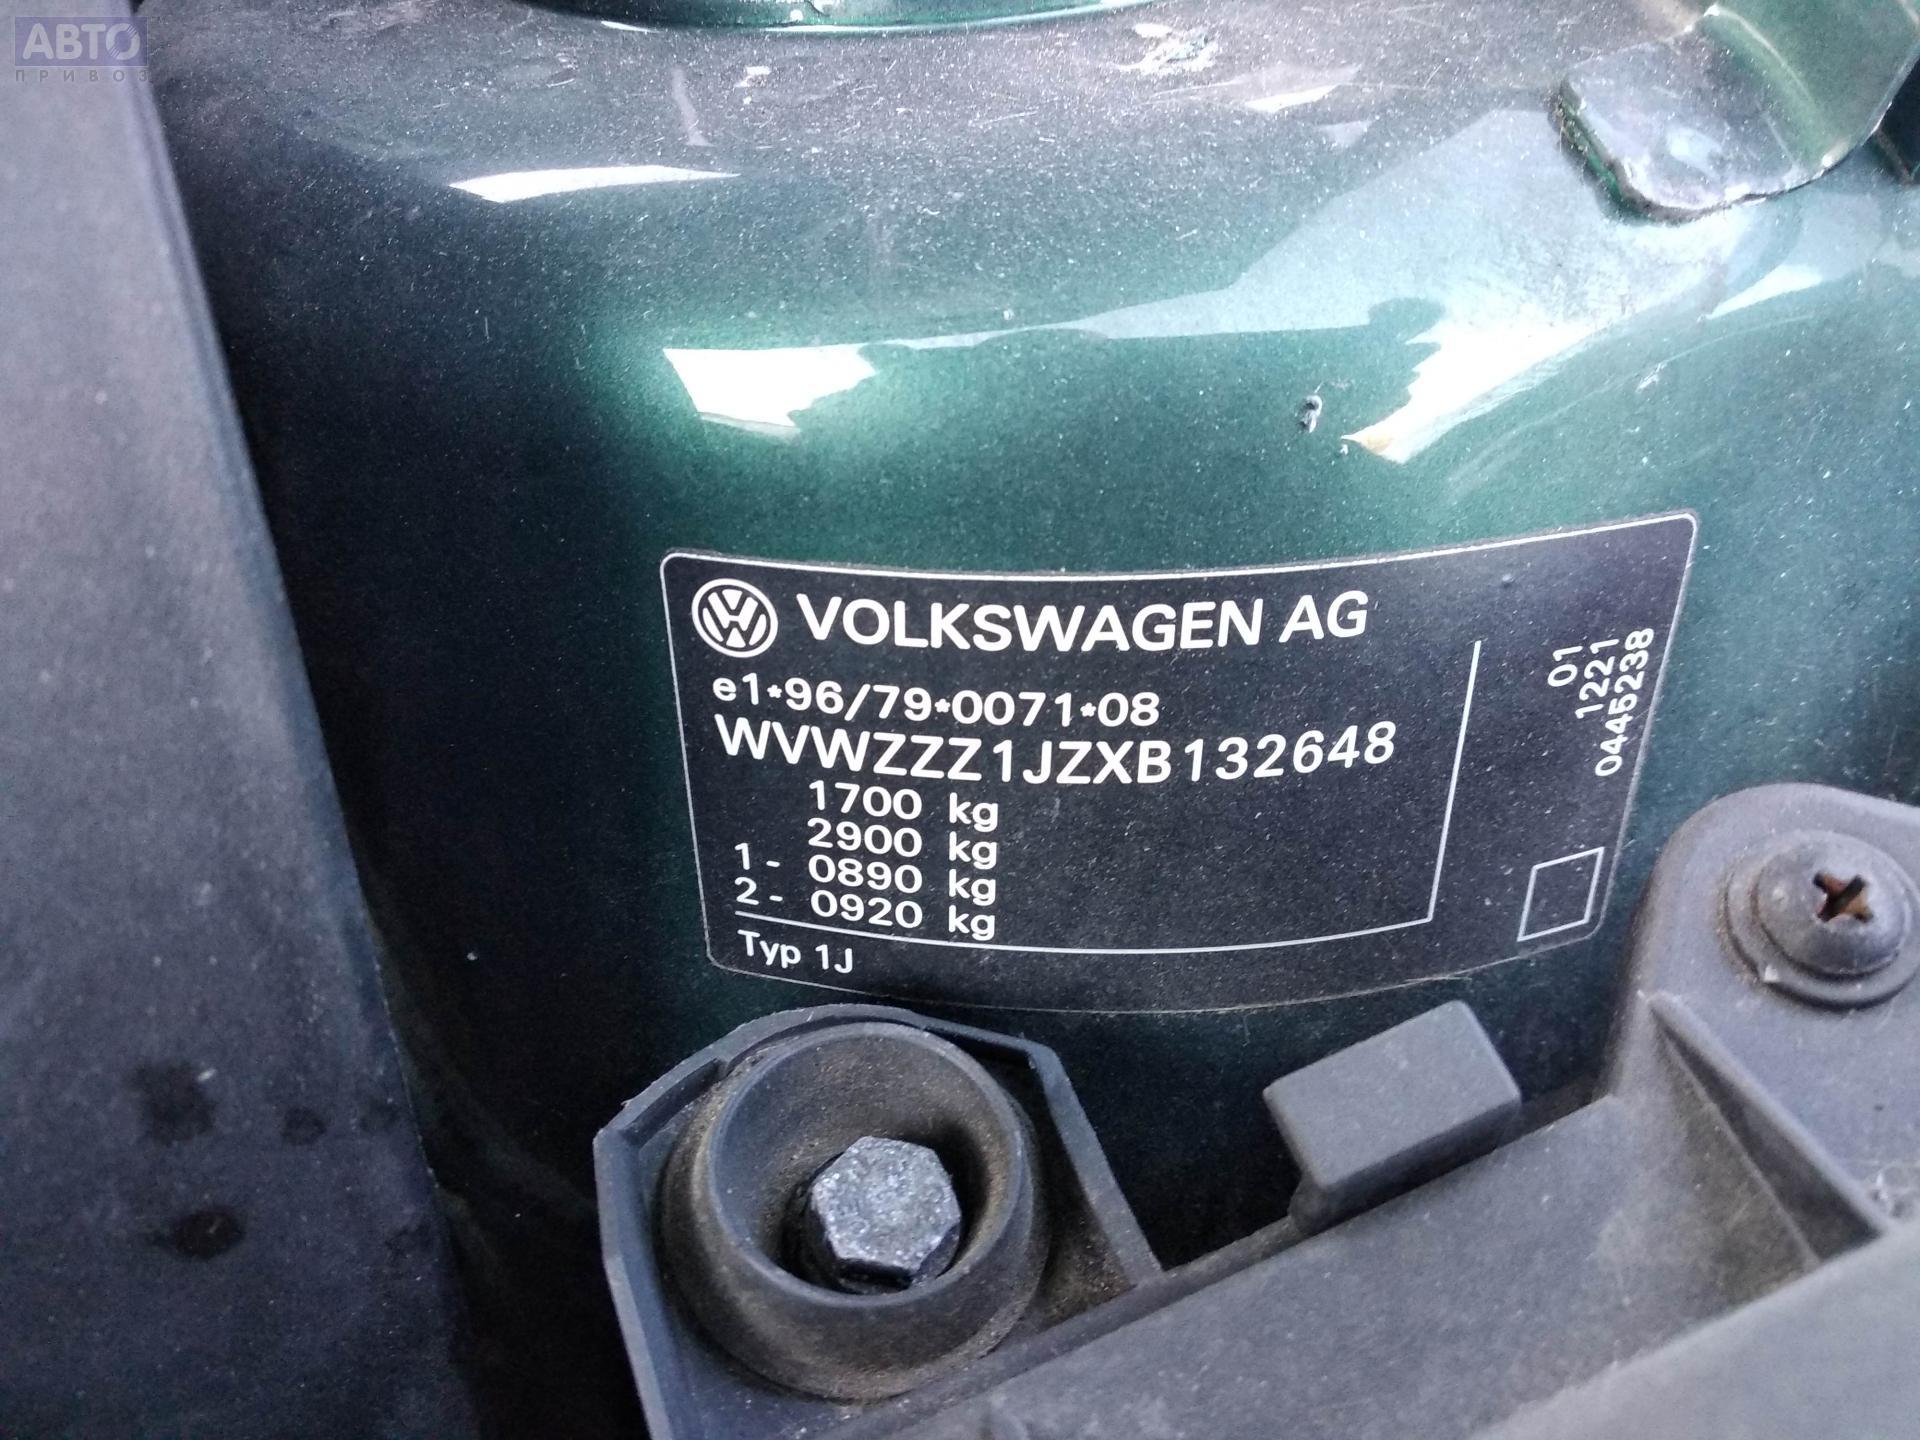 АВТО
ПРИВОЗ
VOLKSWAGEN AG
e1*96/79*0071*08
WVWZZZ1JZXB132648
1700 kg
2900 kg
1- 0890 kg
2- 0920 kg
Typ 1J
01
1221
0445238